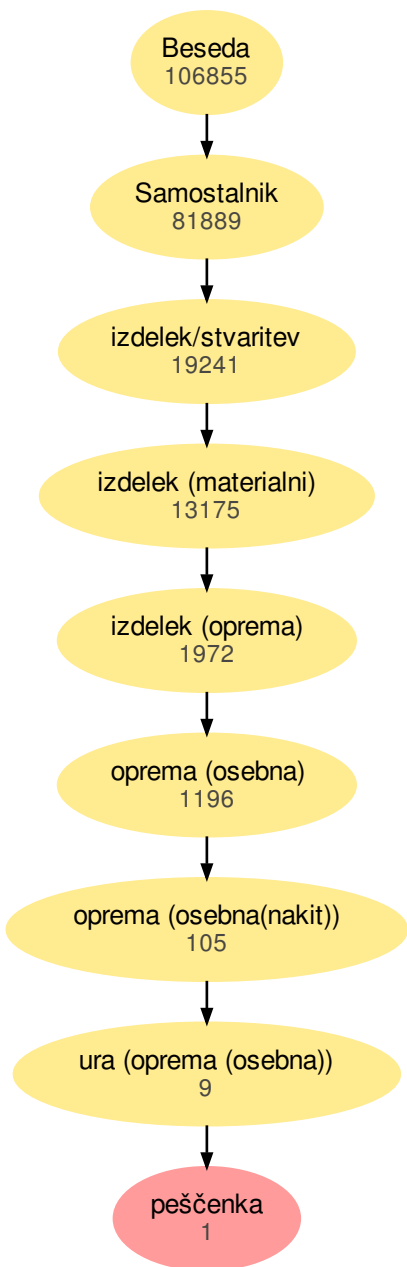 Beseda
106855
Samostalnik
81889
izdelek/stvaritev
19241
izdelek (materialni)
13175
izdelek (oprema)
1972
oprema (osebna)
1196
oprema (osebna(nakit))
105
ura (oprema (osebna))
9
peščenka
1